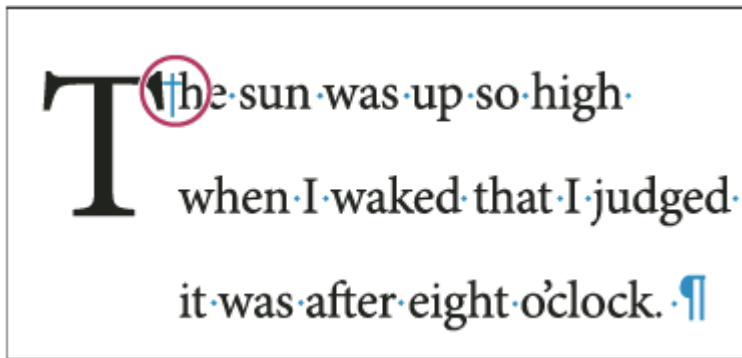 The sun was up so high
when I waked that I judged
it was after eight o’clock. ¶